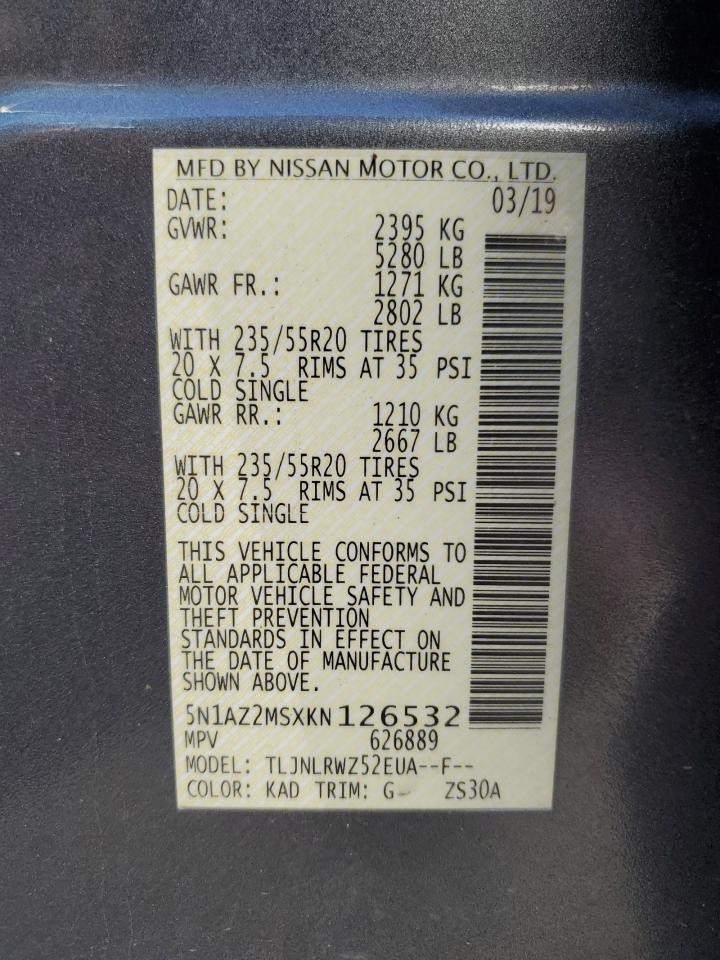 MFD BY NISSAN MOTOR CO., LTD.
DATE: 03/19
GVWR: 2395 KG
5280 LB
GAWR FR.: 1271 KG
2802 LB
WITH 235/55R20 TIRES
20 X 7.5 RIMS AT 35 PSI
COLD SINGLE
GAWR RR.: 1210 KG
2667 LB
WITH 235/55R20 TIRES
20 X 7.5 RIMS AT 35 PSI
COLD SINGLE
THIS VEHICLE CONFORMS TO
ALL APPLICABLE FEDERAL
MOTOR VEHICLE SAFETY AND
THEFT PREVENTION
STANDARDS IN EFFECT ON
THE DATE OF MANUFACTURE
SHOWN ABOVE.
5N1AZ2MSXKN126532
MPV 626889
MODEL: TLJNLRWZ52EUA--F--
COLOR: KAD TRIM: G- ZS30A